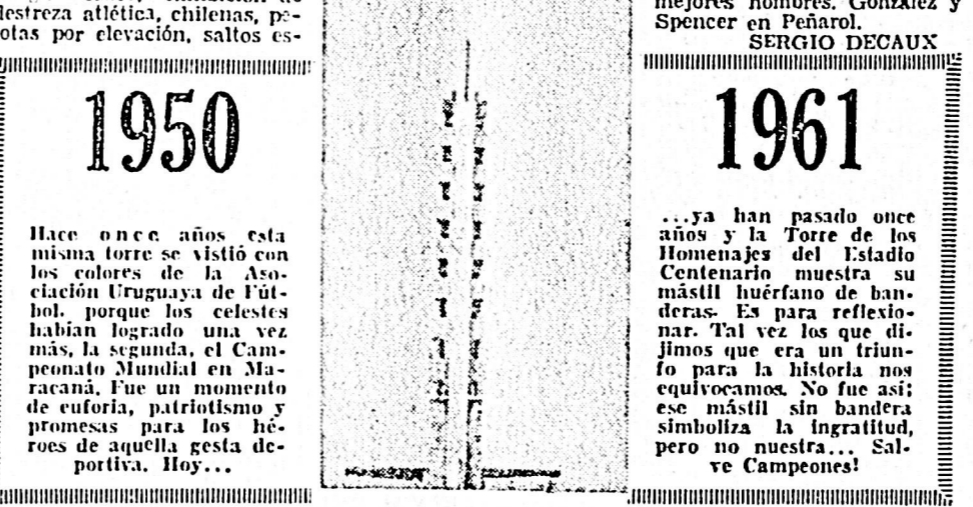 destreza atlética, chilenas, pe-
otas por elevación, saltos es-
1950
Hace once años esta
misma torre se vistió con
los colores de la Aso-
ciación Uruguaya de Fút-
bol. porque los celestes
habían logrado una vez
más, la segunda, el Cam-
peonato Mundial en Ma-
racaná. Fue un momento
de euforia, patriotismo y
promesas para los hé-
roes de aquella gesta de-
portiva. Hoy...
mejores hombres. González y
Spencer en Peñarol.
SERGIO DECAUX
1961
...ya han pasado once
años y la Torre de los
Homenajes del Estadio
Centenario muestra su
mástil huérfano de ban-
deras. Es para reflexio-
nar. Tal vez los que di-
jimos que era un triun-
fo para la historia nos
equivocamos. No fue así;
ese mástil sin bandera
simboliza la ingratitud,
pero no nuestra... Sal-
ve Campeones!